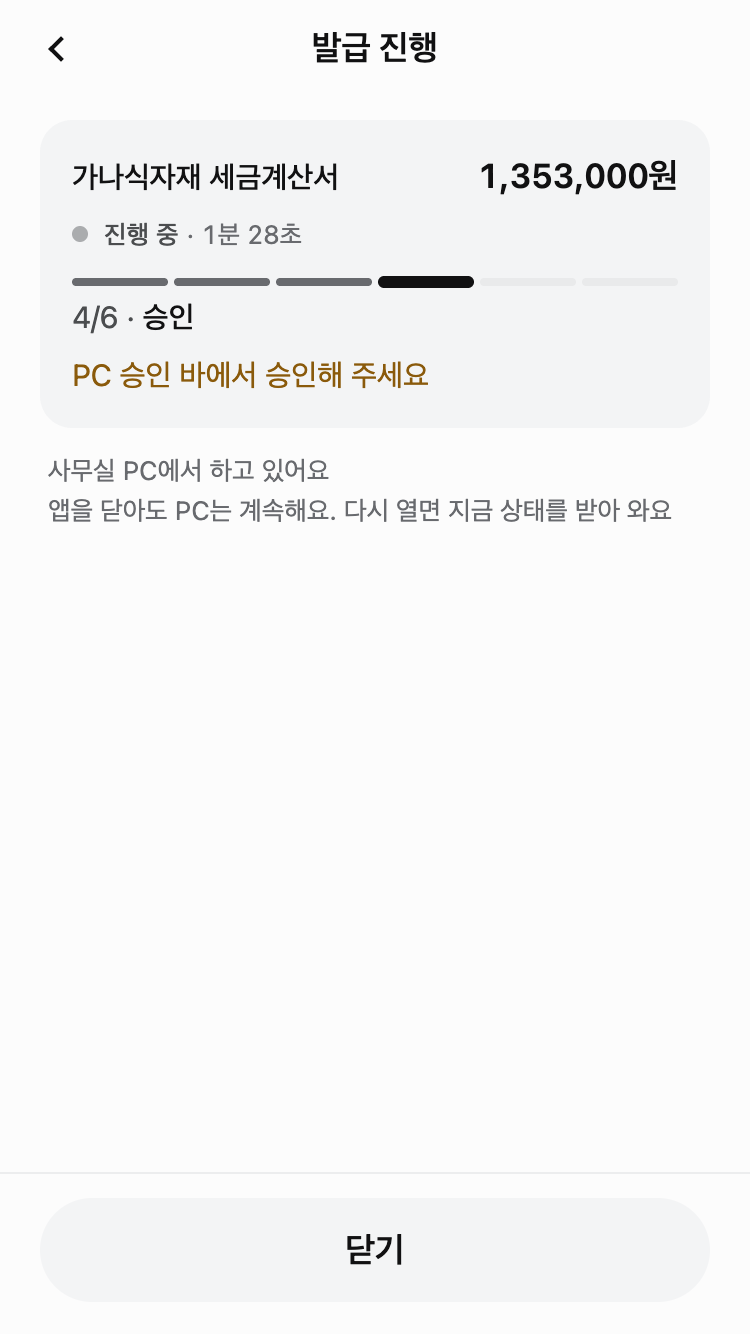 발급 진행
가나식자재 세금계산서 1,353,000원
진행 중 · 1분 28초
4/6 · 승인
PC 승인 바에서 승인해 주세요
사무실 PC에서 하고 있어요
앱을 닫아도 PC는 계속해요. 다시 열면 지금 상태를 받아 와요
닫기